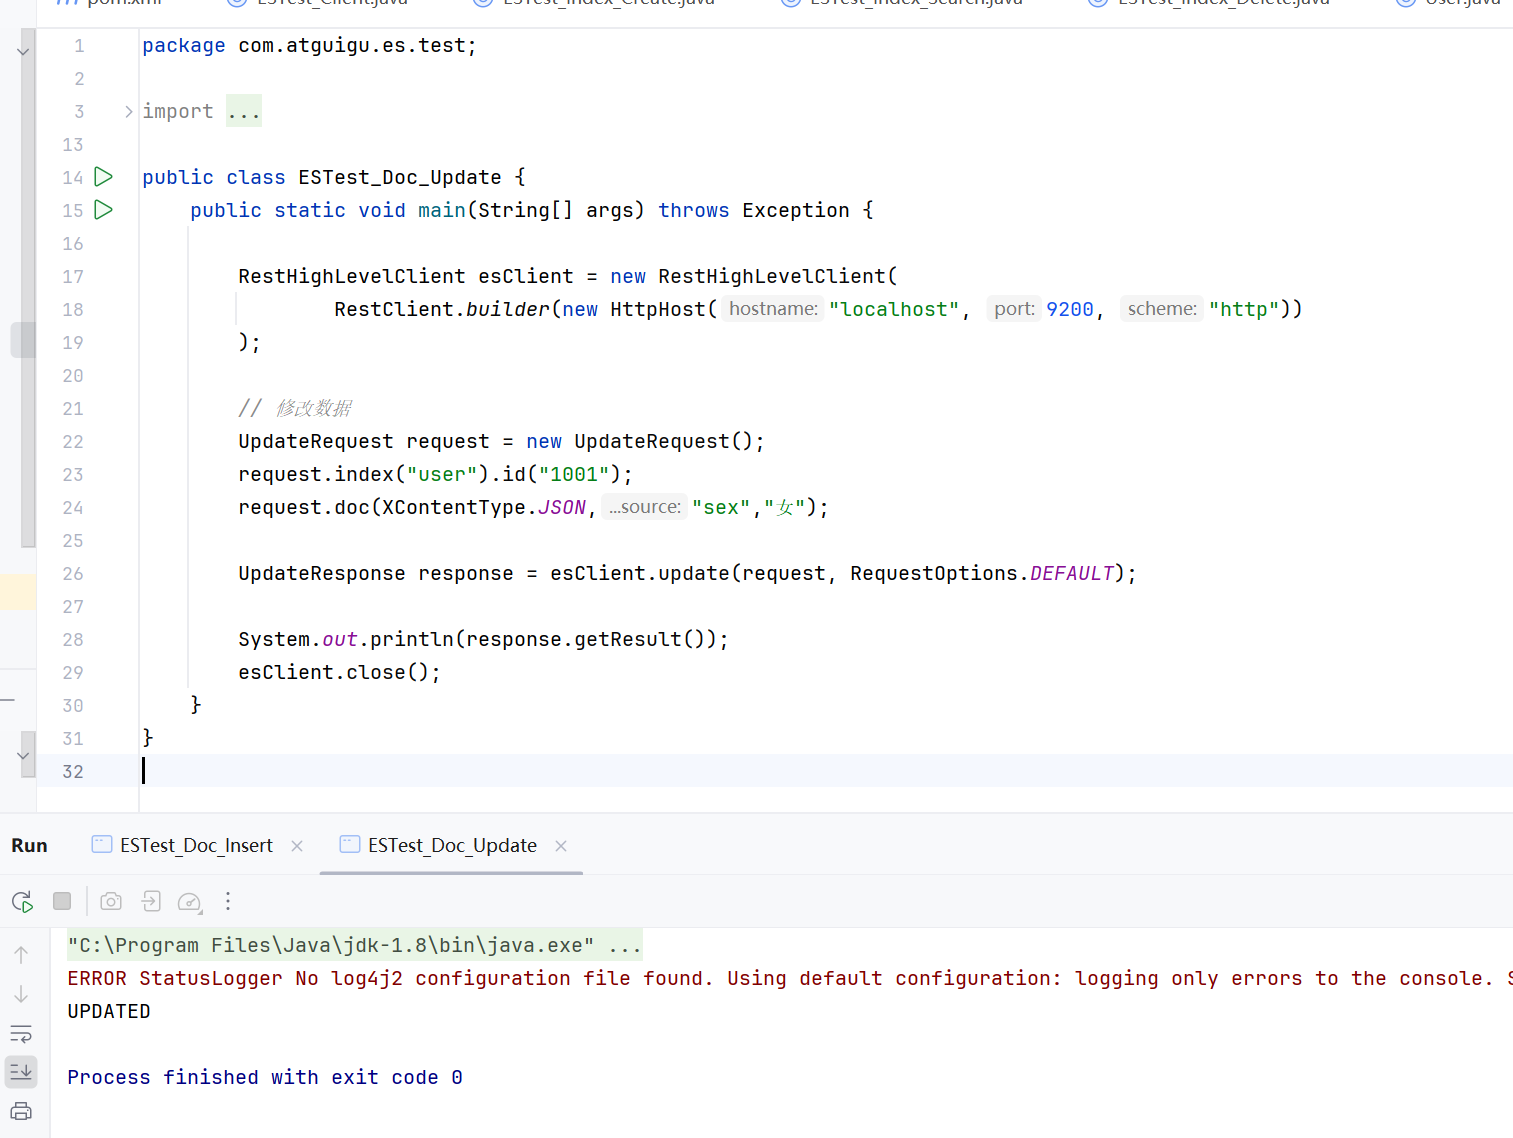 pom.xml ESTest_Client.java ESTest_Index_Create.java ESTest_Index_Search.java ESTest_Index_Delete.java User.java
1 package com.atguigu.es.test;
2
3 import ...
13
14 public class ESTest_Doc_Update {
15 public static void main(String[] args) throws Exception {
16
17 RestHighLevelClient esClient = new RestHighLevelClient(
18 RestClient.builder(new HttpHost( hostname: "localhost", port: 9200, scheme: "http"))
19 );
20
21 // 修改数据
22 UpdateRequest request = new UpdateRequest();
23 request.index("user").id("1001");
24 request.doc(XContentType.JSON, ...source: "sex","女");
25
26 UpdateResponse response = esClient.update(request, RequestOptions.DEFAULT);
27
28 System.out.println(response.getResult());
29 esClient.close();
30 }
31 }
32
Run ESTest_Doc_Insert ESTest_Doc_Update
"C:\Program Files\Java\jdk-1.8\bin\java.exe" ...
ERROR StatusLogger No log4j2 configuration file found. Using default configuration: logging only errors to the console.
UPDATED
Process finished with exit code 0